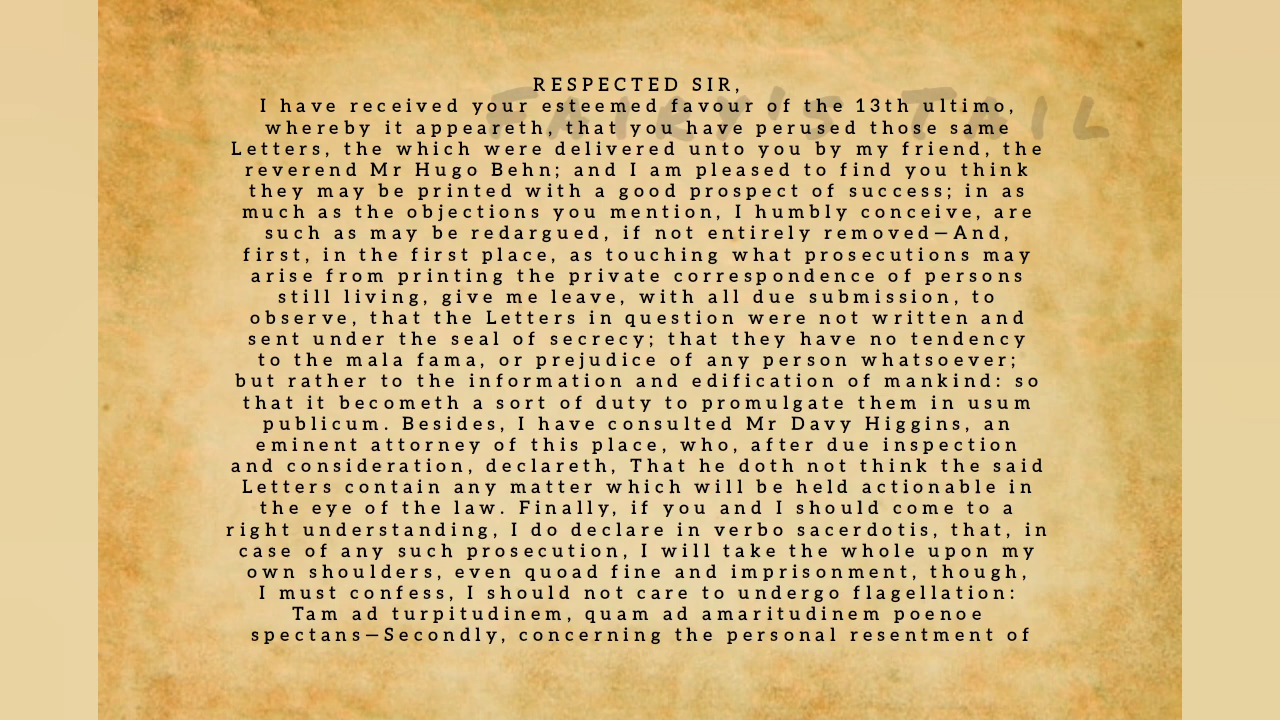 FAIRY'S TAIL
RESPECTED SIR,
I have received your esteemed favour of the 13th ultimo,
whereby it appeareth, that you have perused those same
Letters, the which were delivered unto you by my friend, the
reverend Mr Hugo Behn; and I am pleased to find you think
they may be printed with a good prospect of success; in as
much as the objections you mention, I humbly conceive, are
such as may be redargued, if not entirely removed—And,
first, in the first place, as touching what prosecutions may
arise from printing the private correspondence of persons
still living, give me leave, with all due submission, to
observe, that the Letters in question were not written and
sent under the seal of secrecy; that they have no tendency
to the mala fama, or prejudice of any person whatsoever;
but rather to the information and edification of mankind: so
that it becometh a sort of duty to promulgate them in usum
publicum. Besides, I have consulted Mr Davy Higgins, an
eminent attorney of this place, who, after due inspection
and consideration, declareth, That he doth not think the said
Letters contain any matter which will be held actionable in
the eye of the law. Finally, if you and I should come to a
right understanding, I do declare in verbo sacerdotis, that, in
case of any such prosecution, I will take the whole upon my
own shoulders, even quoad fine and imprisonment, though,
I must confess, I should not care to undergo flagellation:
Tam ad turpitudinem, quam ad amaritudinem poenoe
spectans—Secondly, concerning the personal resentment of